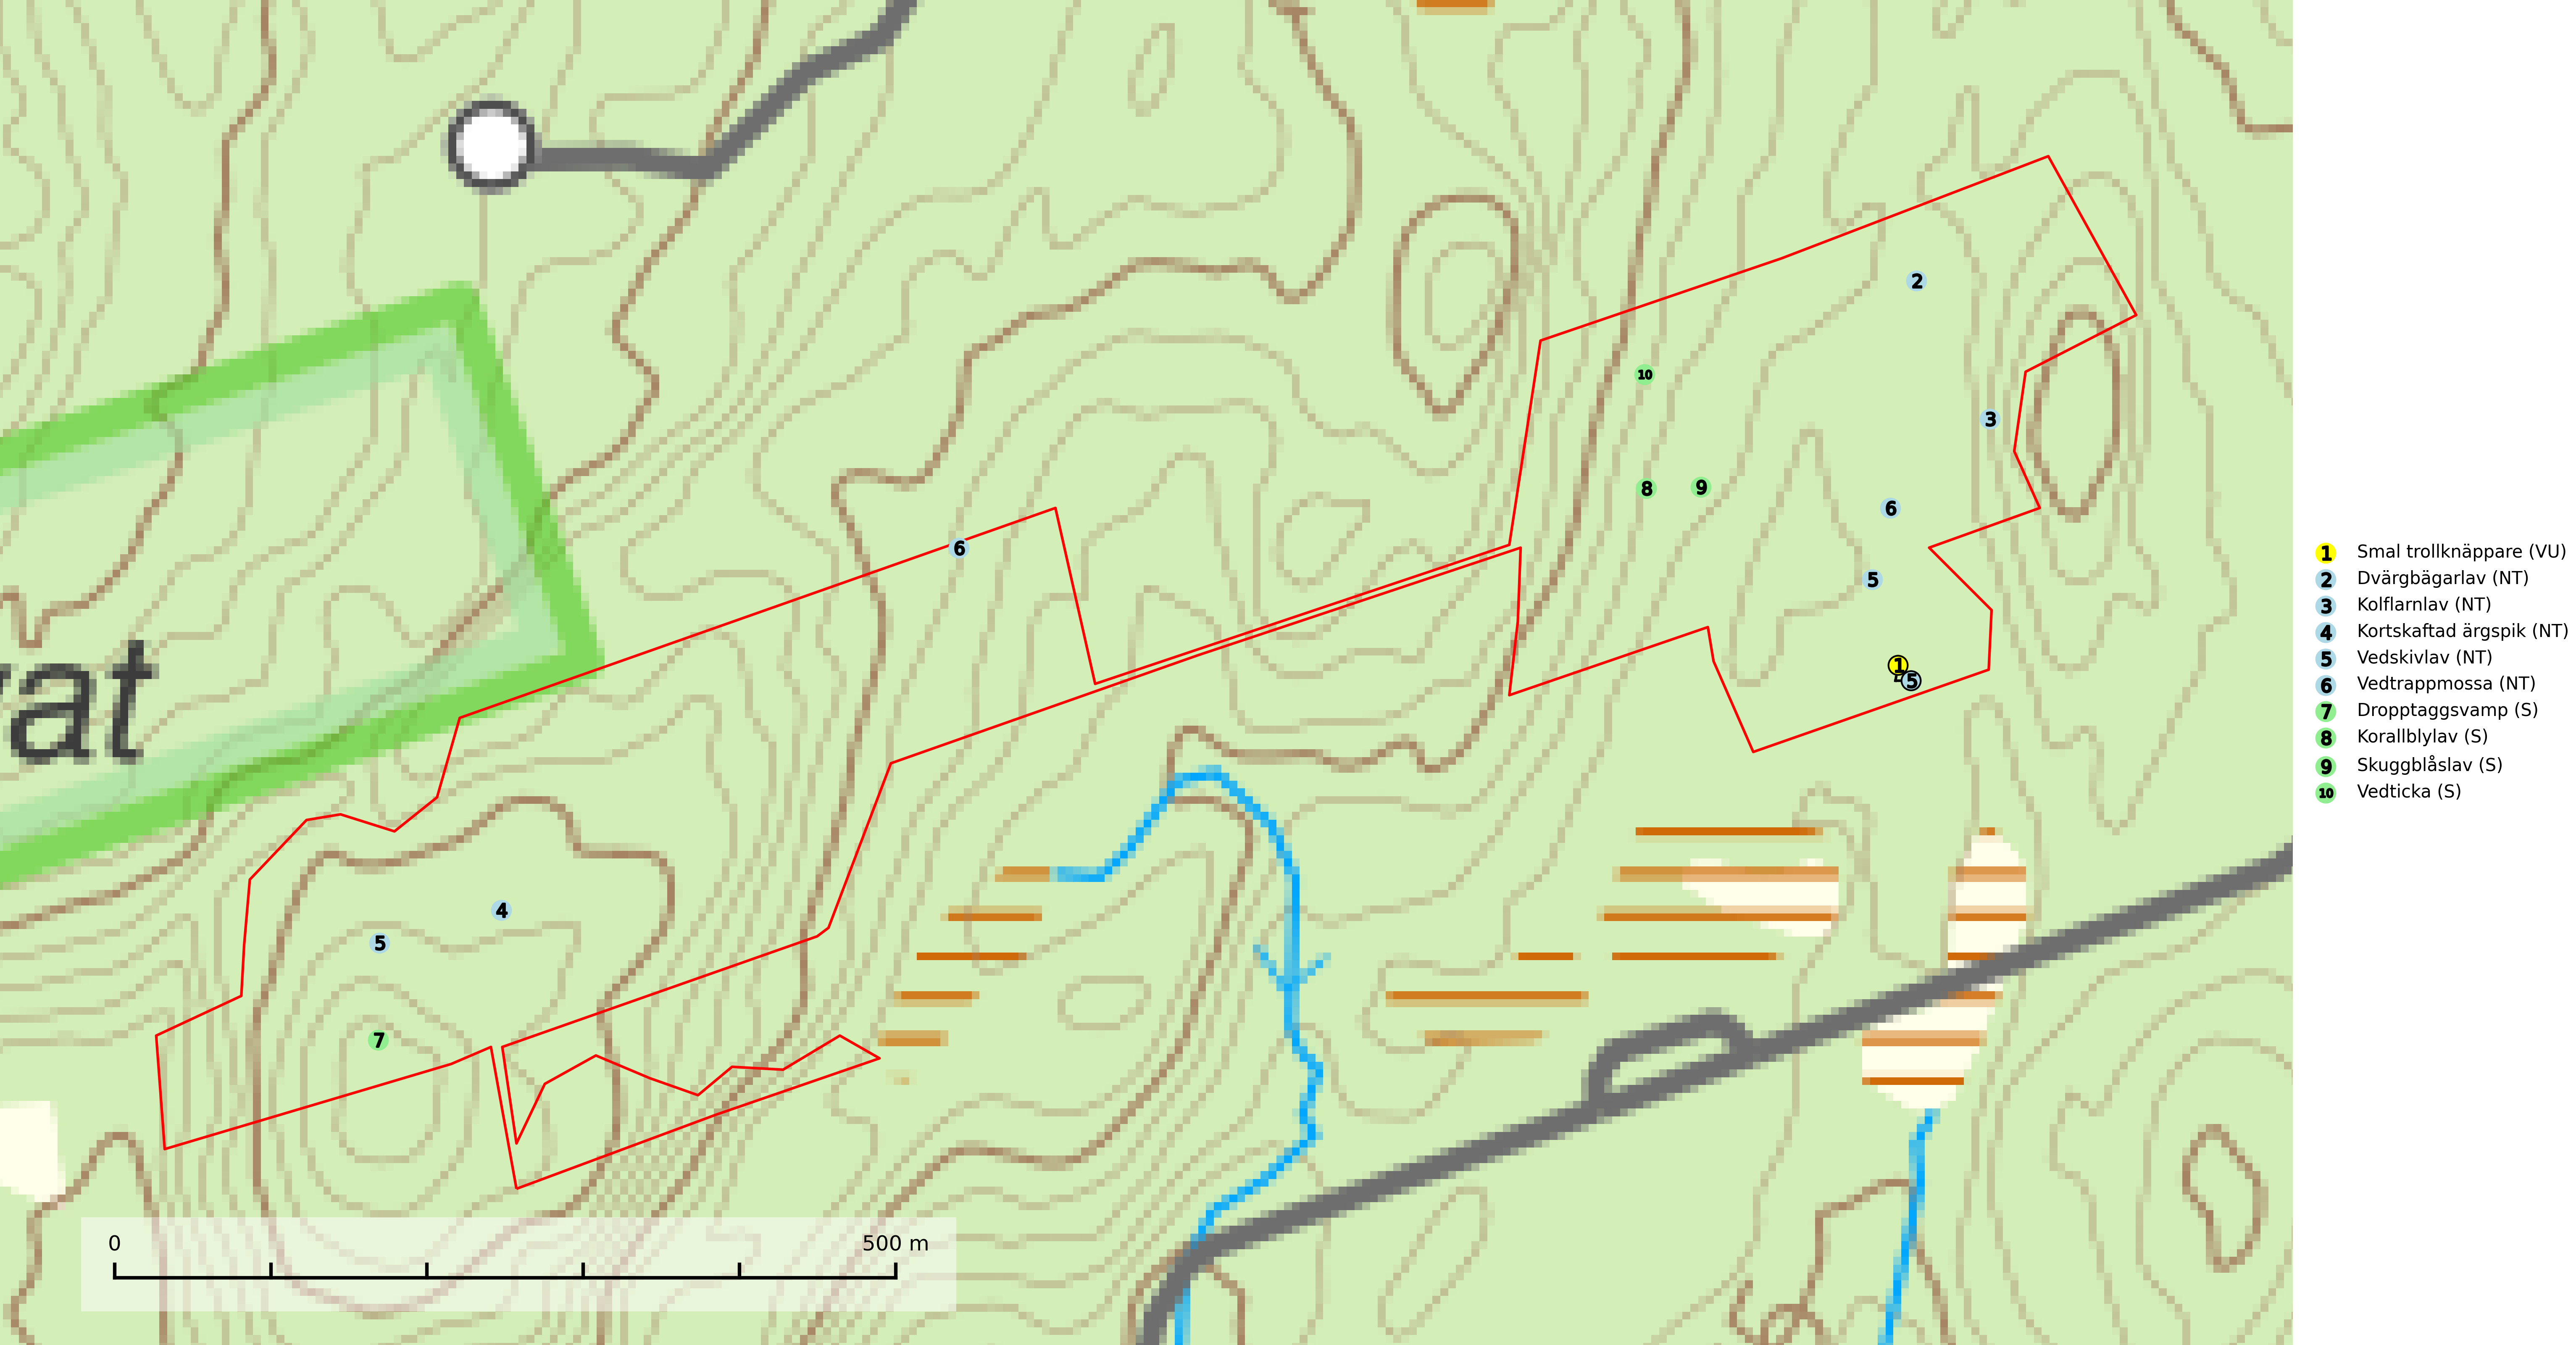 2
10
3
8
9
6
6
5
1
5
4
5
7
at
0 500 m
1 Smal trollknäppare (VU)
2 Dvärgbägarlav (NT)
3 Kolflarnlav (NT)
4 Kortskaftad ärgspik (NT)
5 Vedskivlav (NT)
6 Vedtrappmossa (NT)
7 Dropptaggsvamp (S)
8 Korallblylav (S)
9 Skuggblåslav (S)
10 Vedticka (S)